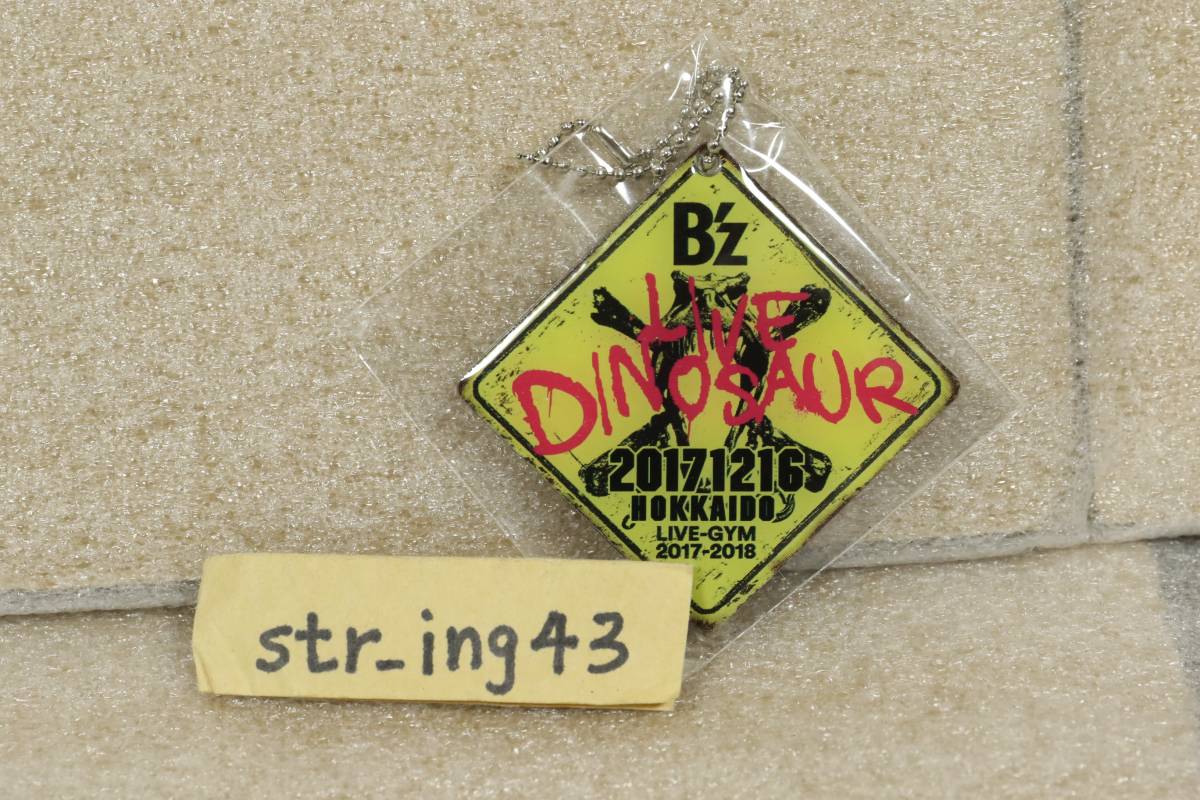 B'z
LIVE
DINOSAUR
20171216
HOKKAIDO
LIVE-GYM
2017-2018
str_ing43